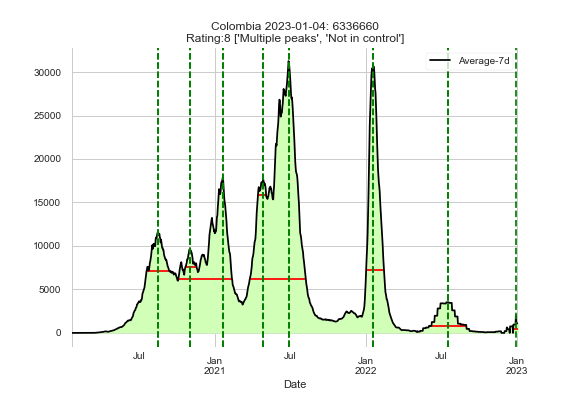 Colombia 2023-01-04: 6336660
Rating:8 ['Multiple peaks', 'Not in control']
Average-7d
30000
25000
20000
15000
10000
5000
0
Jul
Jan
2021
Jul
Jan
2022
Jul
Jan
2023
Date